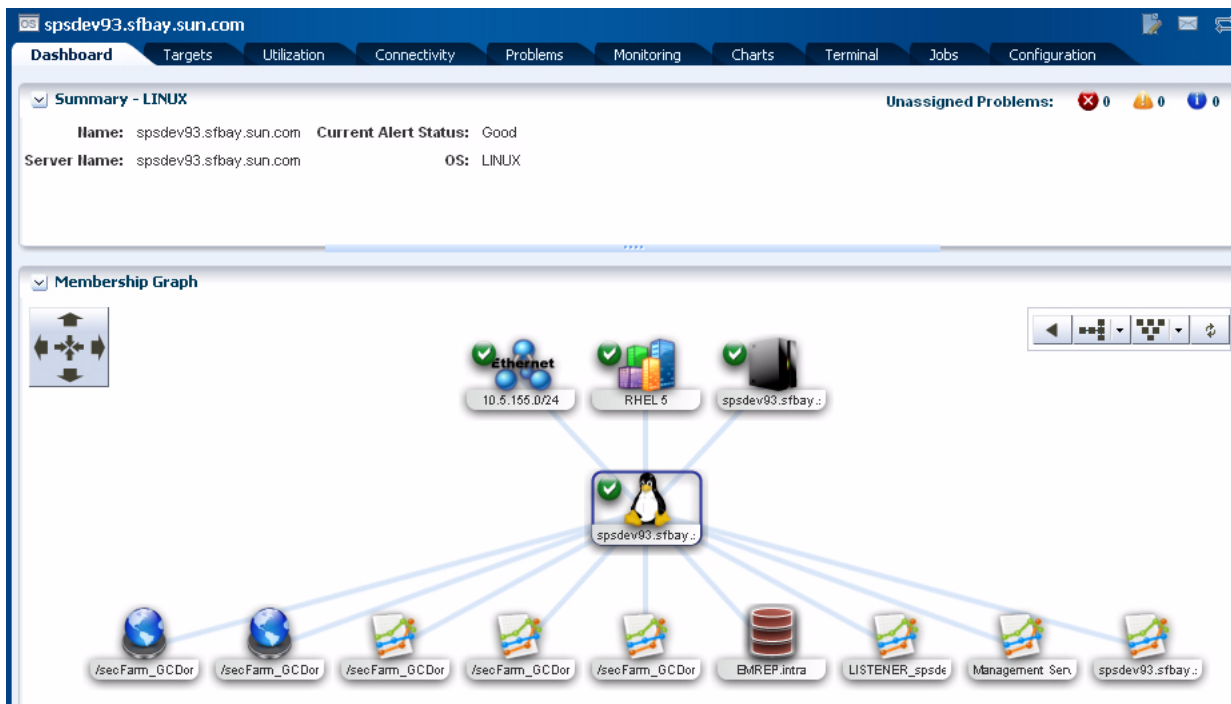 OS spsdev93.sfbay.sun.com
Dashboard Targets Utilization Connectivity Problems Monitoring Charts Terminal Jobs Configuration
Summary - LINUX
Unassigned Problems: 0 0 0
Name: spsdev93.sfbay.sun.com Current Alert Status: Good
Server Name: spsdev93.sfbay.sun.com OS: LINUX
Membership Graph
Ethernet
10.5.155.0/24 RHEL 5 spsdev93.sfbay.:
spsdev93.sfbay.:
/secFarm_GCDor /secFarm_GCDor /secFarm_GCDor /secFarm_GCDor /secFarm_GCDor EMREP.intra LISTENER_spsde Management Serv spsdev93.sfbay.: